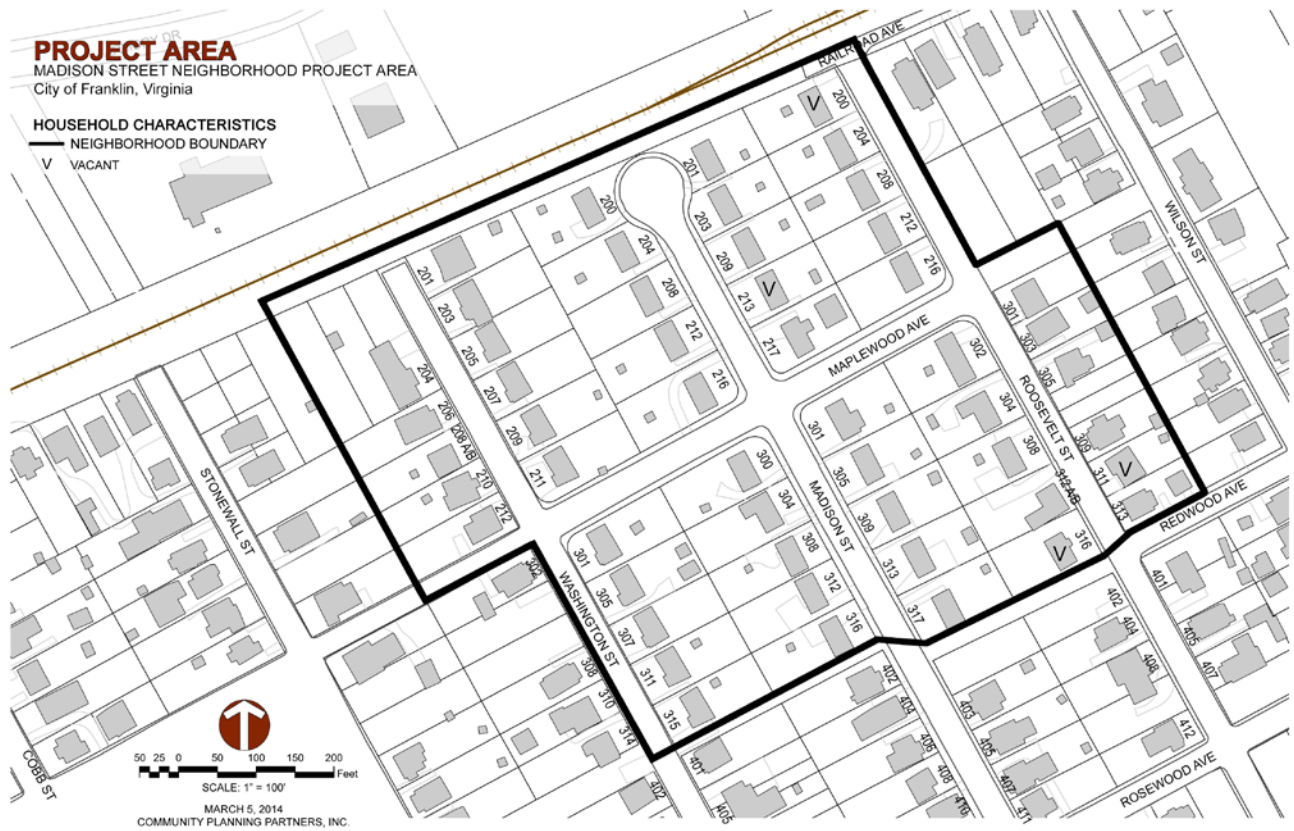 PROJECT AREA
MADISON STREET NEIGHBORHOOD PROJECT AREA
City of Franklin, Virginia
HOUSEHOLD CHARACTERISTICS
NEIGHBORHOOD BOUNDARY
V VACANT
DR
RAILROAD AVE
V
200
204
208
212
216
201
203
209
213
V
217
200
204
208
212
216
201
203
205
207
209
211
204
206
208 A/B
210
212
MAPLEWOOD AVE
WILSON ST
301
303
305
309
311
V
313
ROOSEVELT ST
302
304
308
312 A/B
316
V
REDWOOD AVE
301
305
309
313
317
MADISON ST
300
304
308
312
316
301
305
307
311
315
WASHINGTON ST
302
308
310
314
STONEWALL ST
COBB ST
401
405
407
402
404
408
412
403
405
407
411
402
404
406
408
410
401
405
402
ROSEWOOD AVE
50 25 0 50 100 150 200
Feet
SCALE: 1" = 100'
MARCH 5, 2014
COMMUNITY PLANNING PARTNERS, INC.